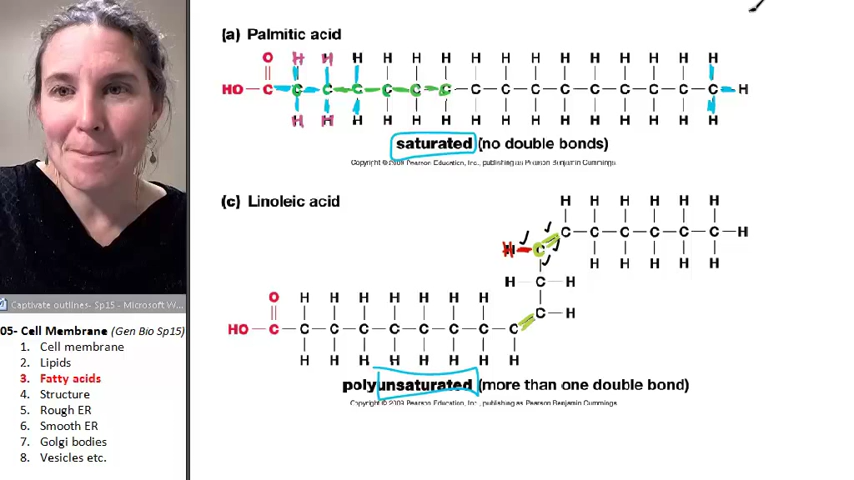 (a) Palmitic acid
O H H H H H H H H H H H H H H H
HO C C C C C C C C C C C C C C C C H
H H H H H H H H H H H H H H H
saturated (no double bonds)
Copyright © 2009 Pearson Education, Inc., publishing as Pearson Benjamin Cummings.
(c) Linoleic acid
H H H H H H
C C C C C C H
H C
H H H H H
H C H
O H H H H H H H
C H
HO C C C C C C C C C
H H H H H H H H
polyunsaturated (more than one double bond)
Copyright © 2009 Pearson Education, Inc., publishing as Pearson Benjamin Cummings.
Captivate outlines- Sp15 - Microsoft W...
05- Cell Membrane (Gen Bio Sp15)
1. Cell membrane
2. Lipids
3. Fatty acids
4. Structure
5. Rough ER
6. Smooth ER
7. Golgi bodies
8. Vesicles etc.